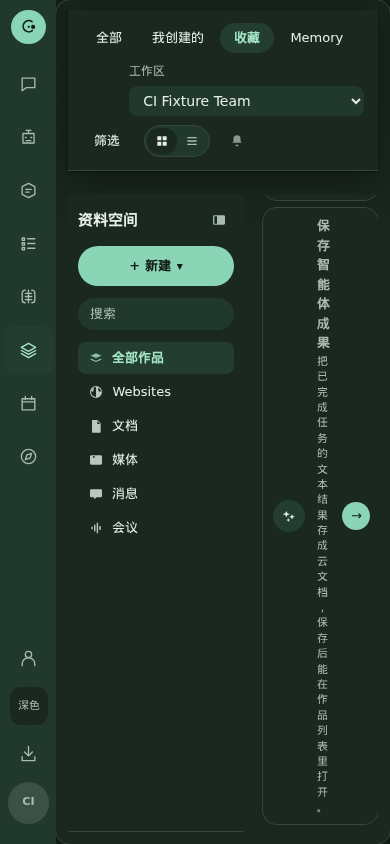 全部
我创建的
收藏
Memory
工作区
CI Fixture Team
筛选
资料空间
+ 新建 ▾
搜索
全部作品
Websites
文档
媒体
消息
会议
保存智能体成果
把已完成任务的文本结果存成云文档，保存后能在作品列表里打开。
→
深色
CI